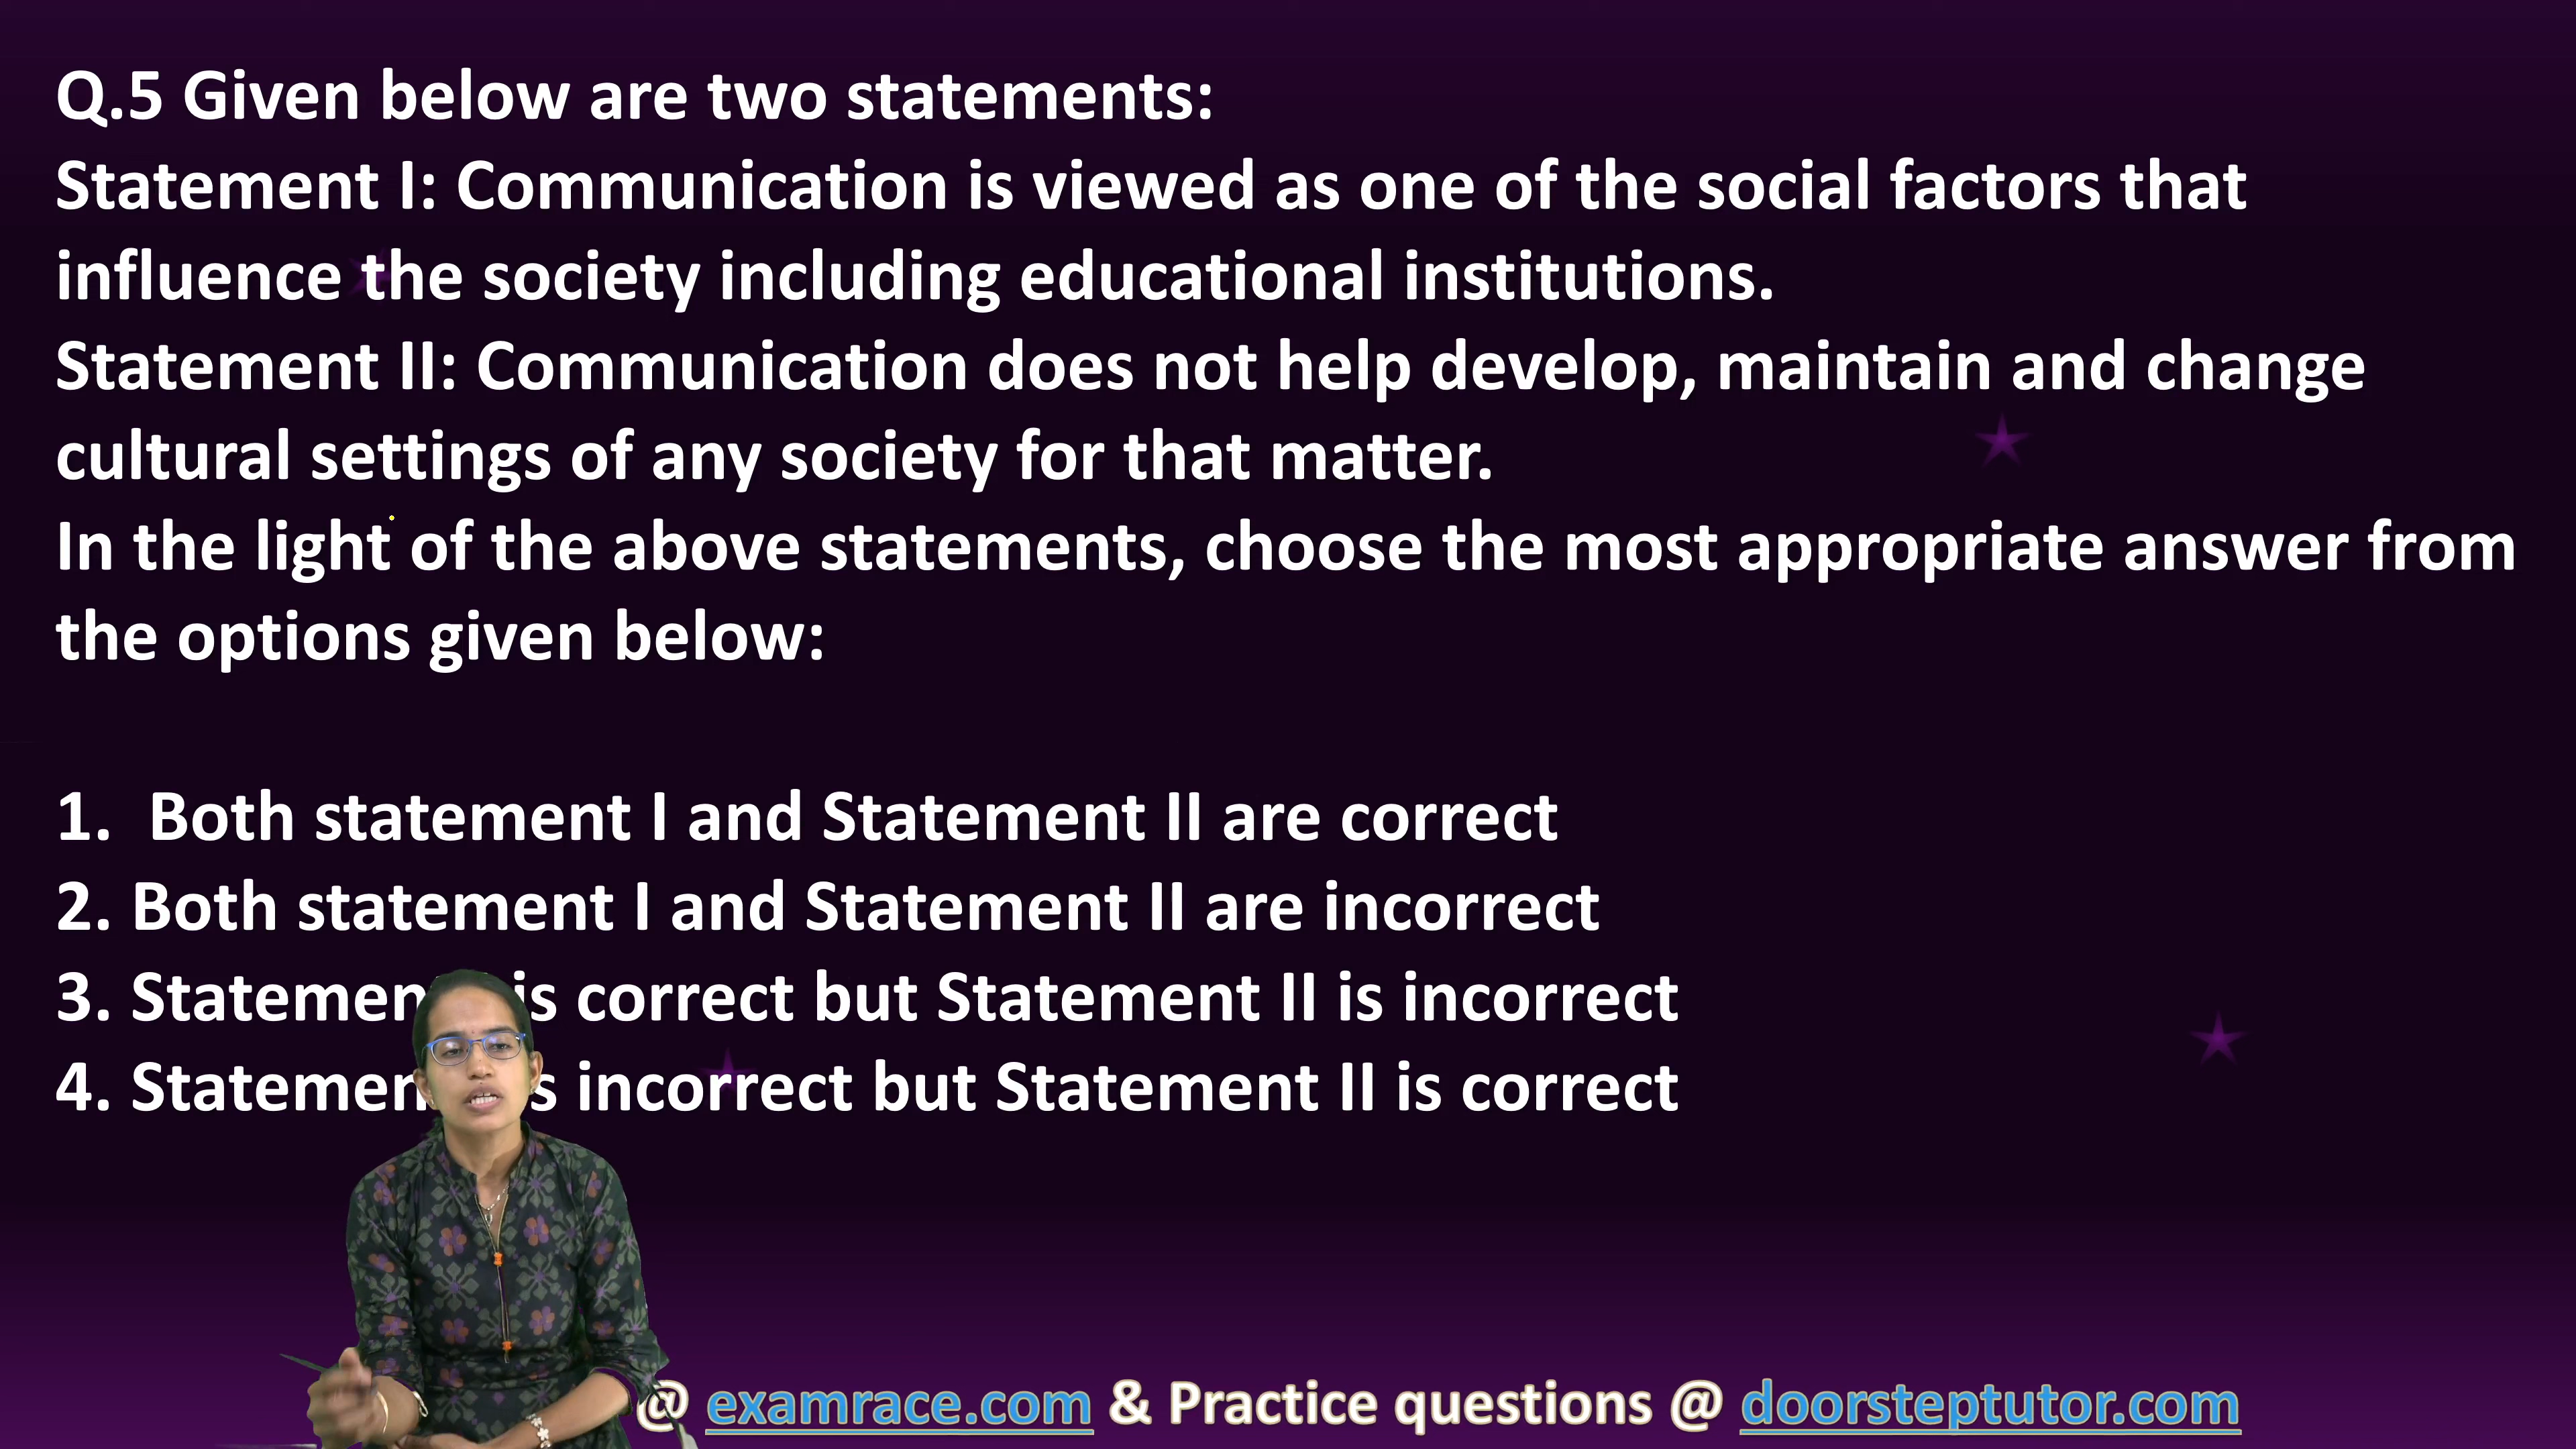 Q.5 Given below are two statements:
Statement I: Communication is viewed as one of the social factors that
influence the society including educational institutions.
Statement II: Communication does not help develop, maintain and change
cultural settings of any society for that matter.
In the light of the above statements, choose the most appropriate answer from
the options given below:
1. Both statement I and Statement II are correct
2. Both statement I and Statement II are incorrect
3. Statemen is correct but Statement II is incorrect
4. Statemen s incorrect but Statement II is correct
@ examrace.com & Practice questions @ doorsteptutor.com